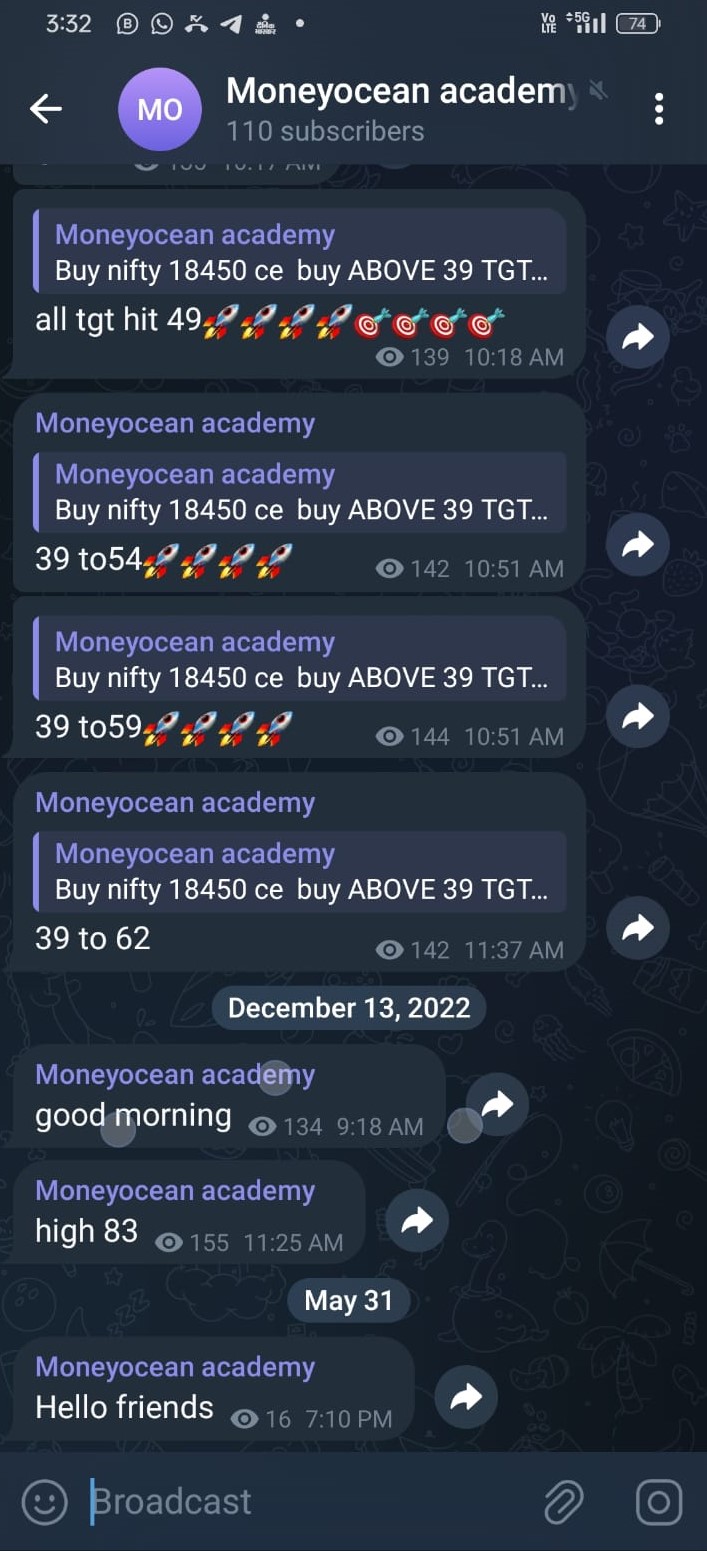 3:32
Vo
LTE
5G
74
MO
Moneyocean academy
110 subscribers
Moneyocean academy
Buy nifty 18450 ce buy ABOVE 39 TGT...
all tgt hit 49🚀🚀🚀🚀🎯🎯🎯🎯
139 10:18 AM
Moneyocean academy
Moneyocean academy
Buy nifty 18450 ce buy ABOVE 39 TGT...
39 to54🚀🚀🚀🚀 142 10:51 AM
Moneyocean academy
Buy nifty 18450 ce buy ABOVE 39 TGT...
39 to59🚀🚀🚀🚀 144 10:51 AM
Moneyocean academy
Moneyocean academy
Buy nifty 18450 ce buy ABOVE 39 TGT...
39 to 62 142 11:37 AM
December 13, 2022
Moneyocean academy
good morning 134 9:18 AM
Moneyocean academy
high 83 155 11:25 AM
May 31
Moneyocean academy
Hello friends 16 7:10 PM
Broadcast